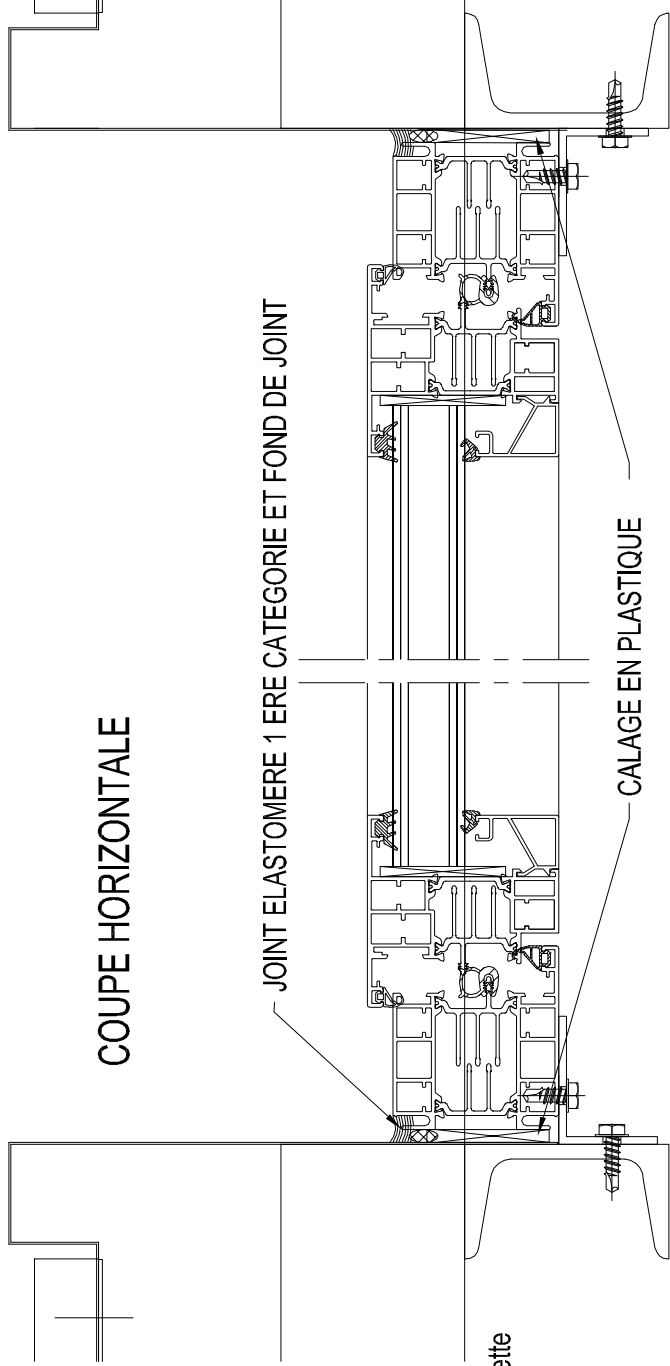 COUPE HORIZONTALE
JOINT ELASTOMERE 1 ERE CATEGORIE ET FOND DE JOINT
CALAGE EN PLASTIQUE